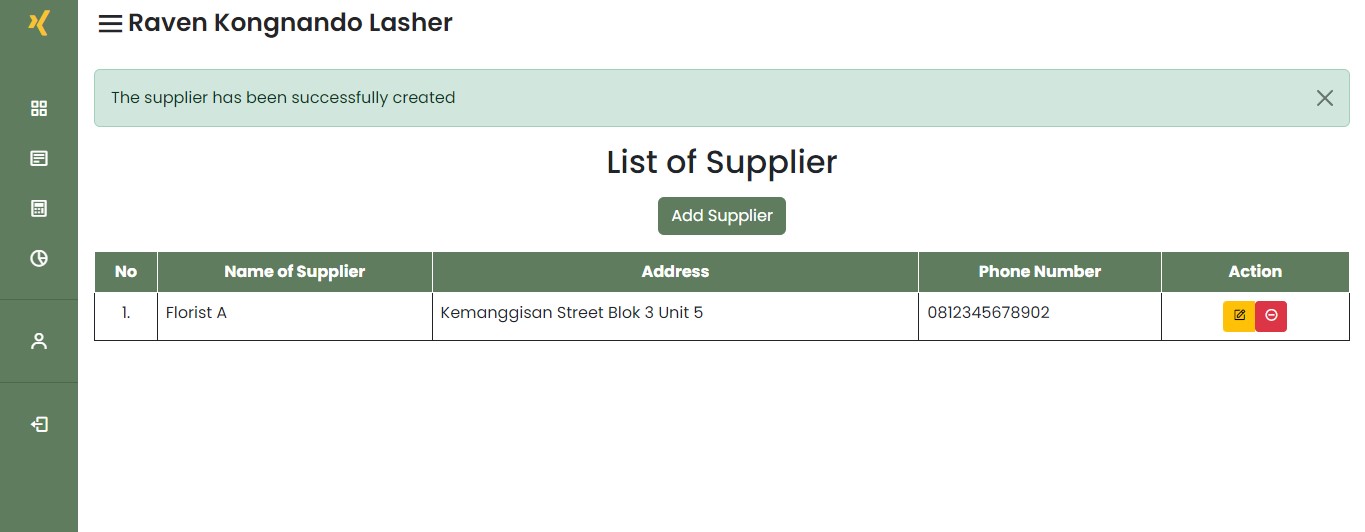 Raven Kongnando Lasher
The supplier has been successfully created
List of Supplier
Add Supplier
No Name of Supplier Address Phone Number Action
1. Florist A Kemanggisan Street Blok 3 Unit 5 0812345678902